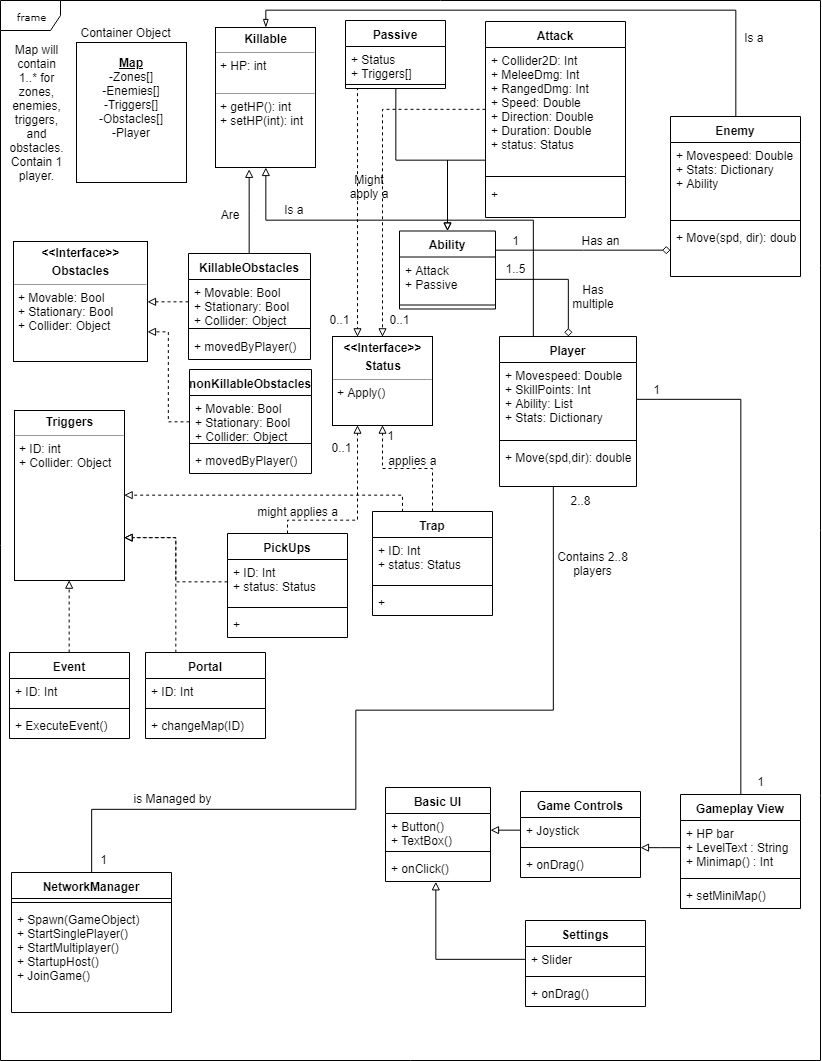 frame
Map will
contain
1..* for
zones,
enemies,
triggers,
and
obstacles.
Contain 1
player.
Container Object
Map
-Zones[]
-Enemies[]
-Triggers[]
-Obstacles[]
-Player
Killable
+ HP: int
+ getHP(): int
+ setHP(int): int
Passive
+ Status
+ Triggers[]
Attack
+ Collider2D: Int
+ MeleeDmg: Int
+ RangedDmg: Int
+ Speed: Double
+ Direction: Double
+ Duration: Double
+ status: Status
+
Is a
Enemy
+ Movespeed: Double
+ Stats: Dictionary
+ Ability
+ Move(spd, dir): doub
Might
apply a
Are
Is a
Ability
+ Attack
+ Passive
1
Has an
1..5
Has
multiple
<<Interface>>
Obstacles
+ Movable: Bool
+ Stationary: Bool
+ Collider: Object
KillableObstacles
+ Movable: Bool
+ Stationary: Bool
+ Collider: Object
+ movedByPlayer()
nonKillableObstacles
+ Movable: Bool
+ Stationary: Bool
+ Collider: Object
+ movedByPlayer()
0..1
0..1
<<Interface>>
Status
+ Apply()
0..1
1
applies a
Player
+ Movespeed: Double
+ SkillPoints: Int
+ Ability: List
+ Stats: Dictionary
+ Move(spd,dir): double
1
2..8
Contains 2..8
players
Triggers
+ ID: int
+ Collider: Object
might applies a
PickUps
+ ID: Int
+ status: Status
+
Trap
+ ID: Int
+ status: Status
+
Event
+ ID: Int
+ ExecuteEvent()
Portal
+ ID: Int
+ changeMap(ID)
is Managed by
1
NetworkManager
+ Spawn(GameObject)
+ StartSinglePlayer()
+ StartMultiplayer()
+ StartupHost()
+ JoinGame()
Basic UI
+ Button()
+ TextBox()
+ onClick()
Game Controls
+ Joystick
+ onDrag()
1
Gameplay View
+ HP bar
+ LevelText : String
+ Minimap() : Int
+ setMiniMap()
Settings
+ Slider
+ onDrag()